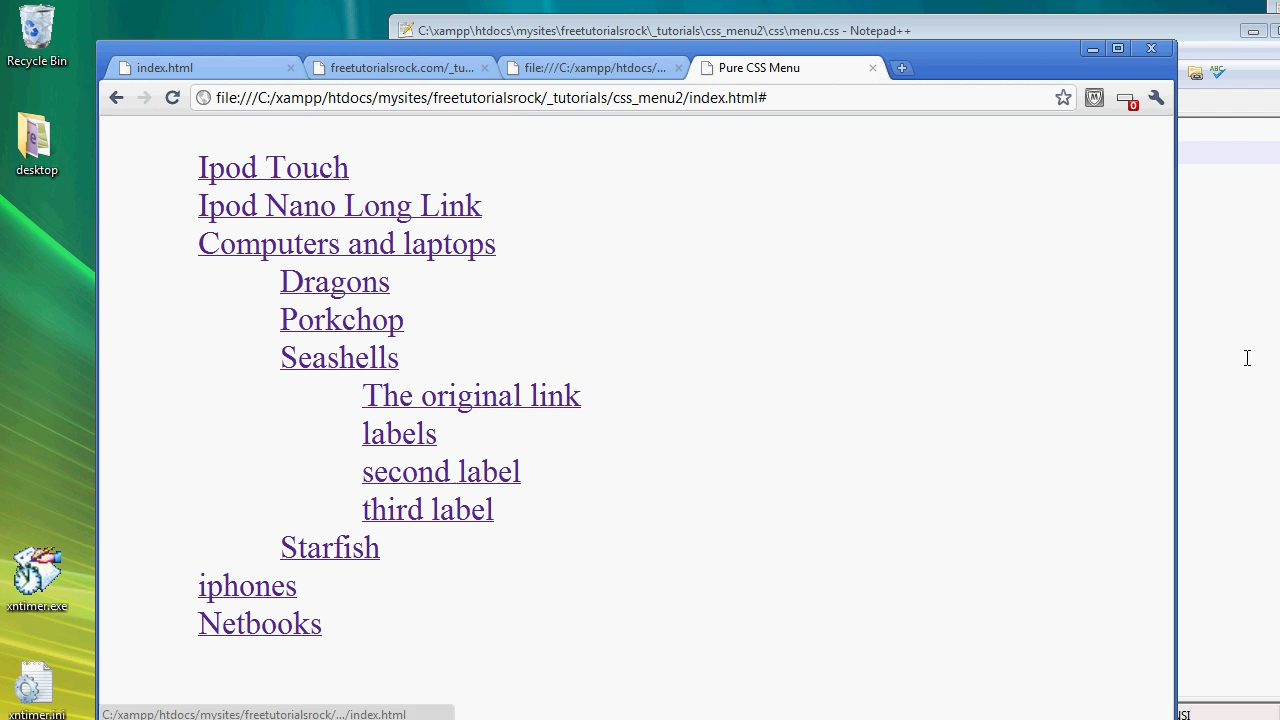 Recycle Bin
desktop
xntimer.exe
xntimer.ini
C:\xampp\htdocs\mysites\freetutorialsrock\_tutorials\css_menu2\css\menu.css - Notepad++
index.html
freetutorialsrock.com/_tu...
file:///C:/xampp/htdocs/...
Pure CSS Menu
file:///C:/xampp/htdocs/mysites/freetutorialsrock/_tutorials/css_menu2/index.html#
0
ABC
Ipod Touch
Ipod Nano Long Link
Computers and laptops
Dragons
Porkchop
Seashells
The original link
labels
second label
third label
Starfish
iphones
Netbooks
C:/xampp/htdocs/mysites/freetutorialsrock/.../index.html